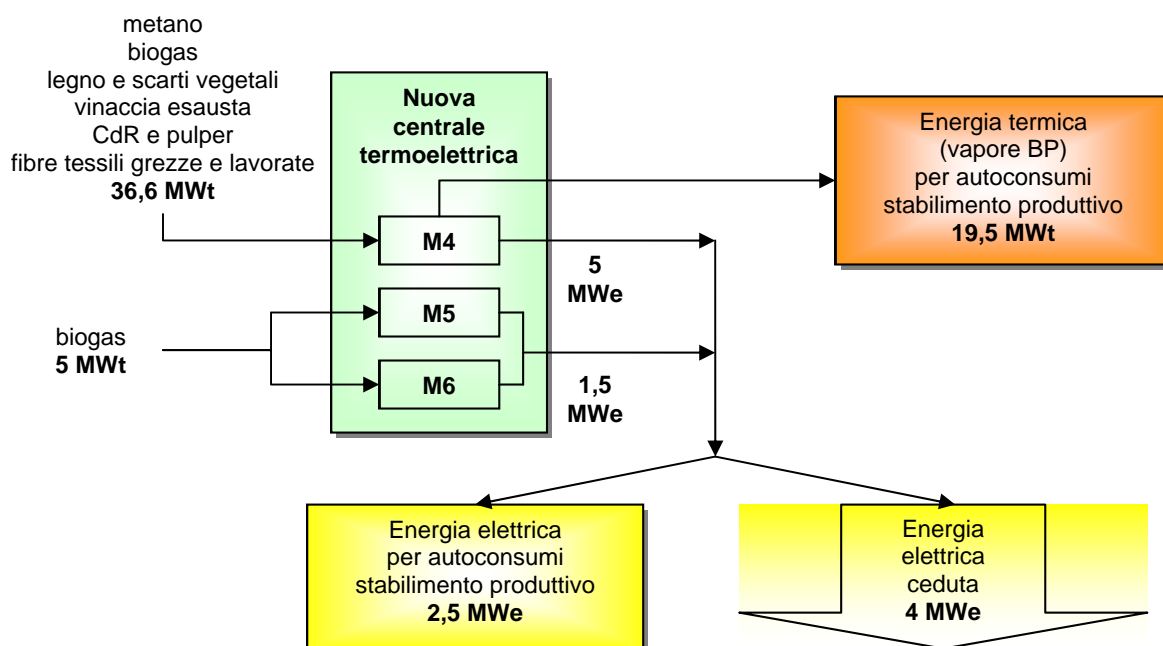 metano
biogas
legno e scarti vegetali
vinaccia esausta
CdR e pulper
fibre tessili grezze e lavorate
36,6 MWt
Nuova
centrale
termoelettrica
Energia termica
(vapore BP)
per autoconsumi
stabilimento produttivo
19,5 MWt
M4
5
MWe
M5
biogas
5 MWt
M6
1,5
MWe
Energia elettrica
per autoconsumi
stabilimento produttivo
2,5 MWe
Energia
elettrica
ceduta
4 MWe